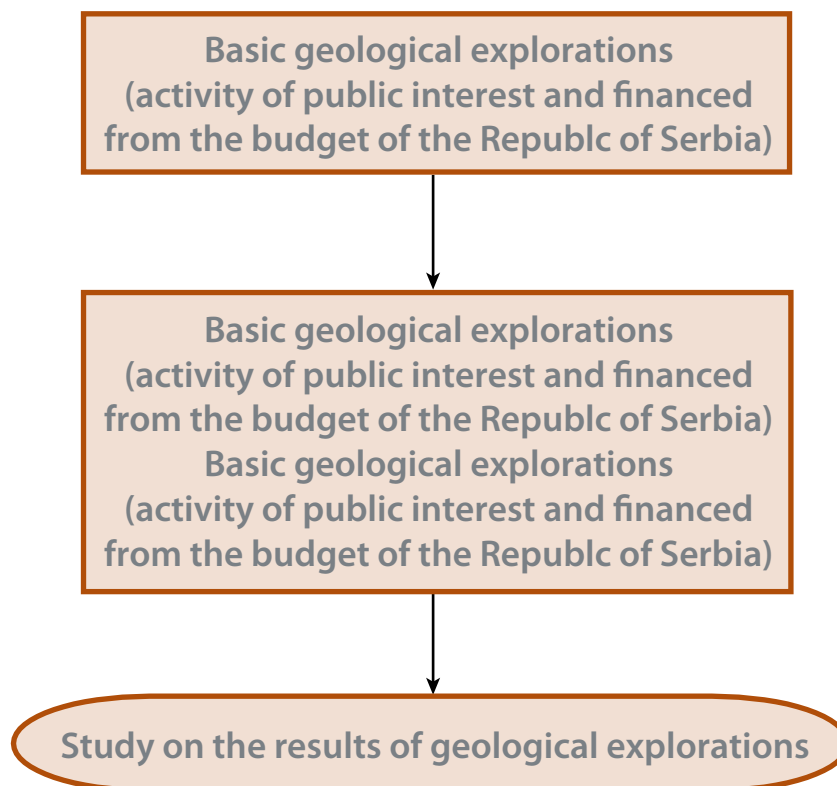 Basic geological explorations
(activity of public interest and financed
from the budget of the Republc of Serbia)
Basic geological explorations
(activity of public interest and financed
from the budget of the Republc of Serbia)
Basic geological explorations
(activity of public interest and financed
from the budget of the Republc of Serbia)
Study on the results of geological explorations